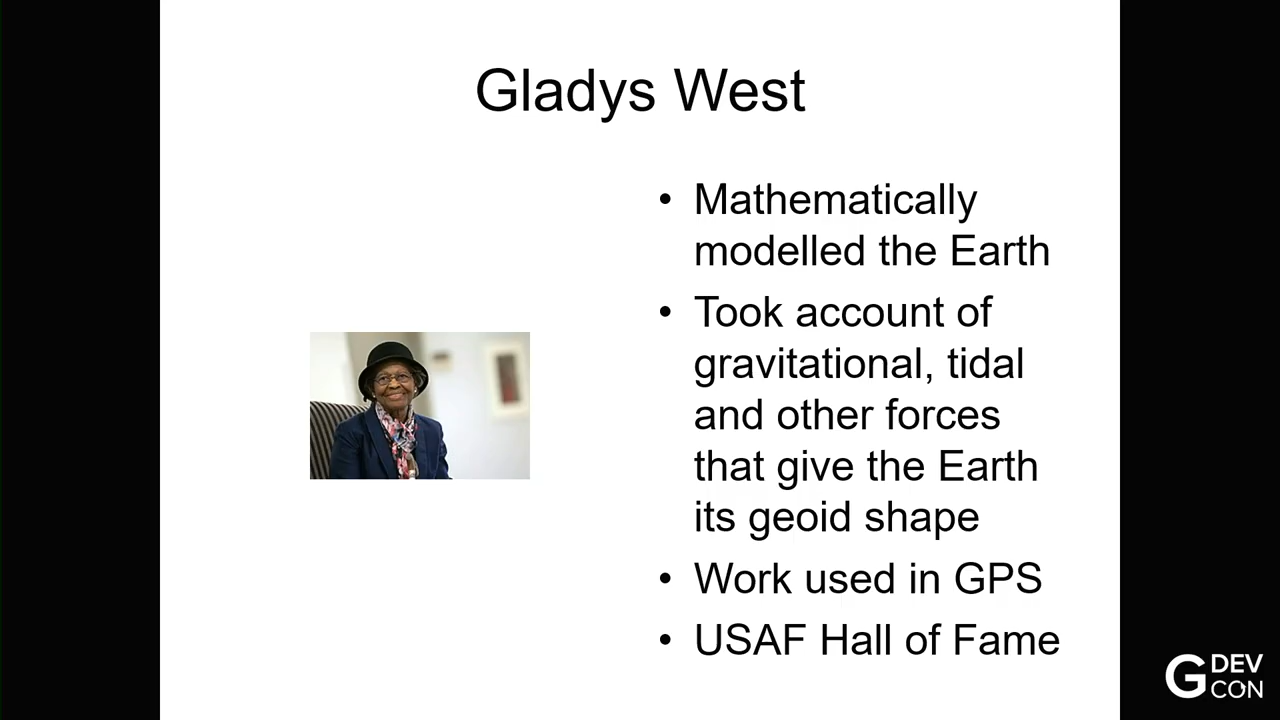 Gladys West
• Mathematically
modelled the Earth
• Took account of
gravitational, tidal
and other forces
that give the Earth
its geoid shape
• Work used in GPS
• USAF Hall of Fame
G DEV
CON